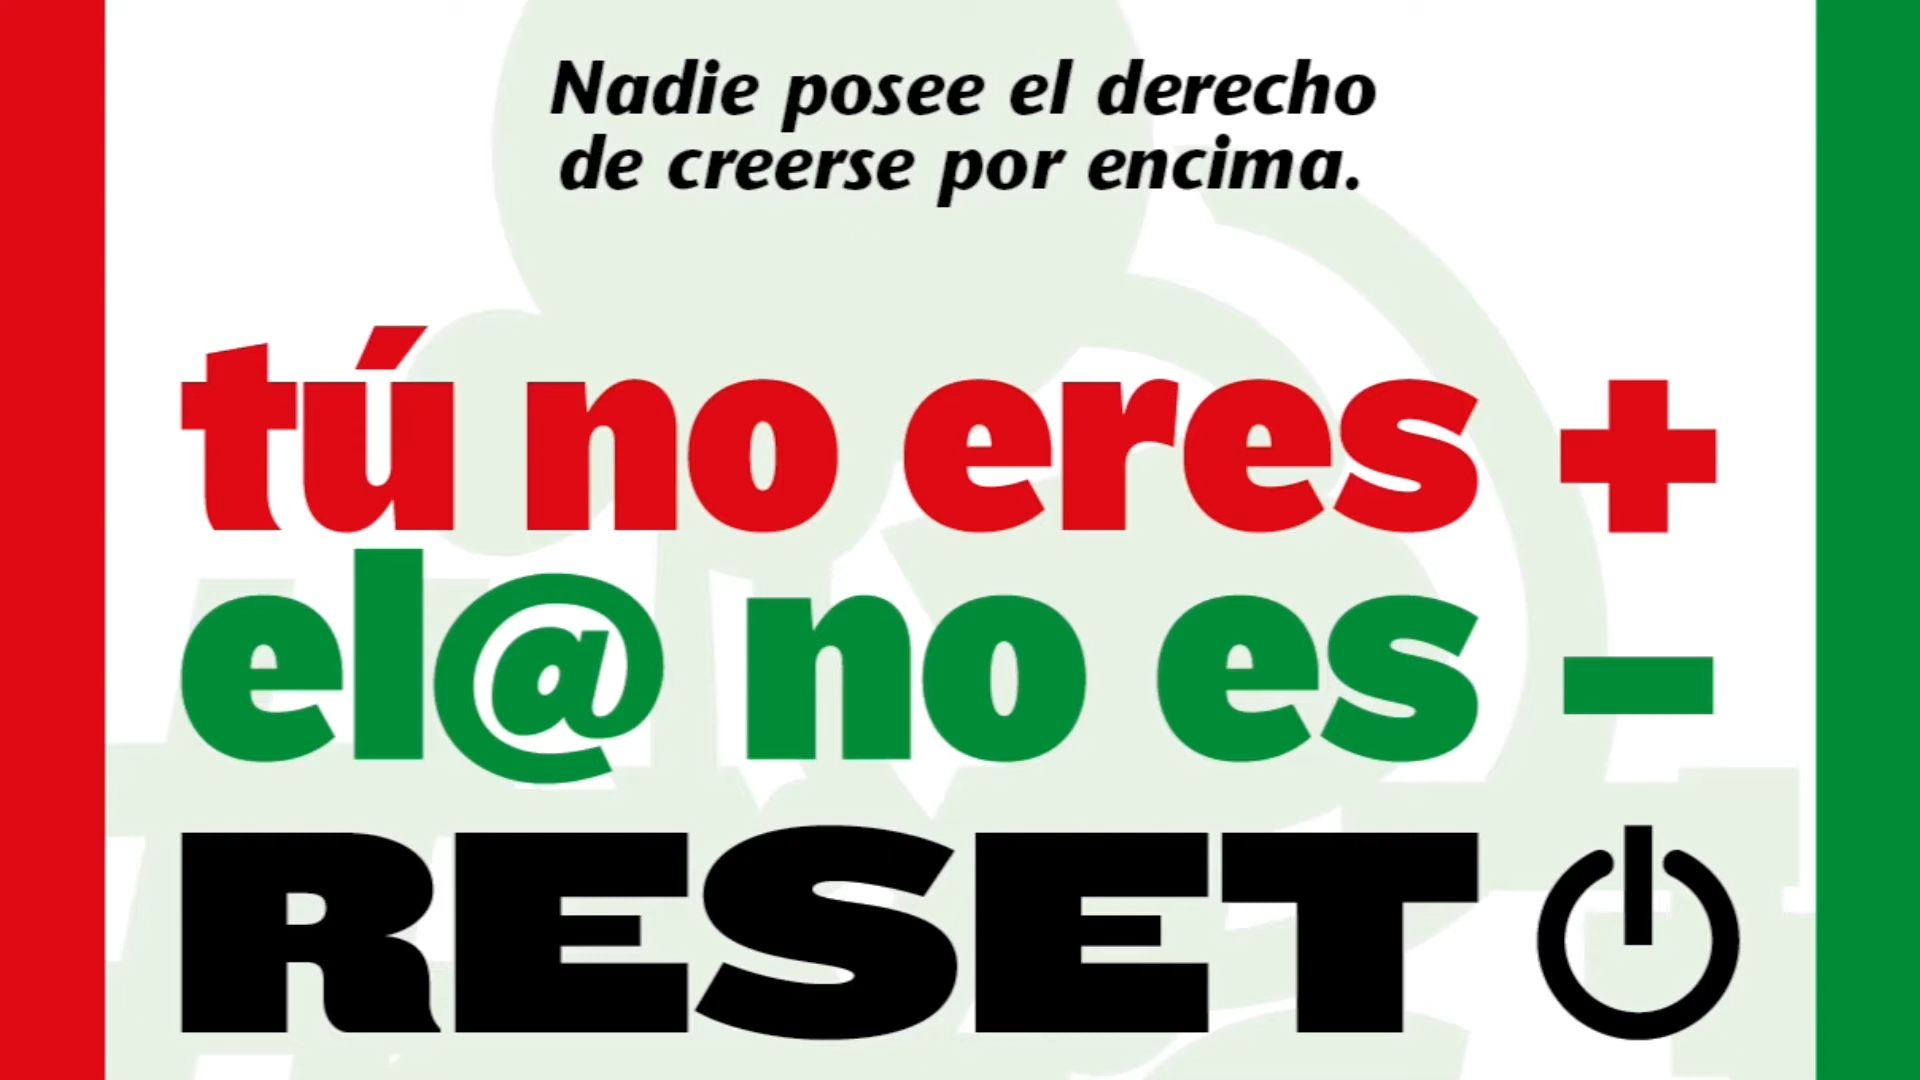 Nadie posee el derecho
de creerse por encima.
tú no eres +
el@ no es –
RESET